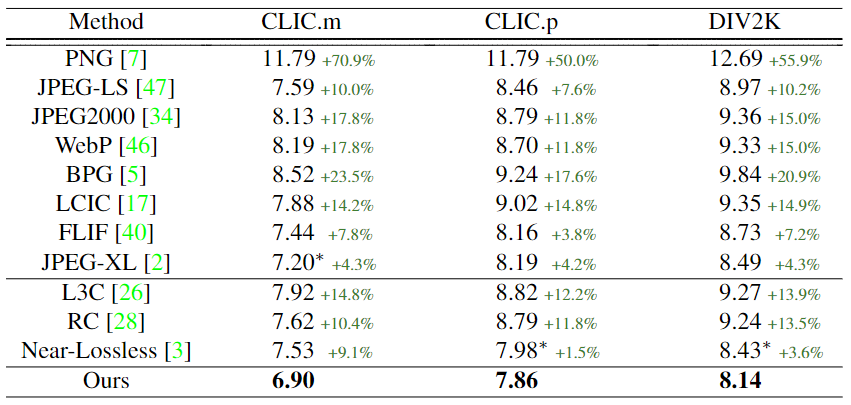 Method CLIC.m CLIC.p DIV2K
PNG [7] 11.79 +70.9% 11.79 +50.0% 12.69 +55.9%
JPEG-LS [47] 7.59 +10.0% 8.46 +7.6% 8.97 +10.2%
JPEG2000 [34] 8.13 +17.8% 8.79 +11.8% 9.36 +15.0%
WebP [46] 8.19 +17.8% 8.70 +11.8% 9.33 +15.0%
BPG [5] 8.52 +23.5% 9.24 +17.6% 9.84 +20.9%
LCIC [17] 7.88 +14.2% 9.02 +14.8% 9.35 +14.9%
FLIF [40] 7.44 +7.8% 8.16 +3.8% 8.73 +7.2%
JPEG-XL [2] 7.20* +4.3% 8.19 +4.2% 8.49 +4.3%
L3C [26] 7.92 +14.8% 8.82 +12.2% 9.27 +13.9%
RC [28] 7.62 +10.4% 8.79 +11.8% 9.24 +13.5%
Near-Lossless [3] 7.53 +9.1% 7.98* +1.5% 8.43* +3.6%
Ours 6.90 7.86 8.14